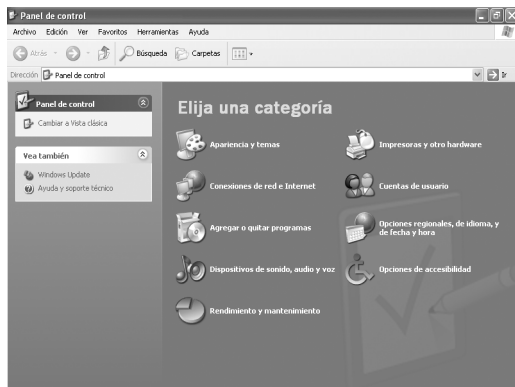 Panel de control
Archivo Edición Ver Favoritos Herramientas Ayuda
Atrás Búsqueda Carpetas
Dirección Panel de control Ir
Panel de control
Cambiar a Vista clásica
Vea también
Windows Update
Ayuda y soporte técnico
Elija una categoría
Apariencia y temas
Impresoras y otro hardware
Conexiones de red e Internet
Cuentas de usuario
Agregar o quitar programas
Opciones regionales, de idioma, y
de fecha y hora
Dispositivos de sonido, audio y voz
Opciones de accesibilidad
Rendimiento y mantenimiento